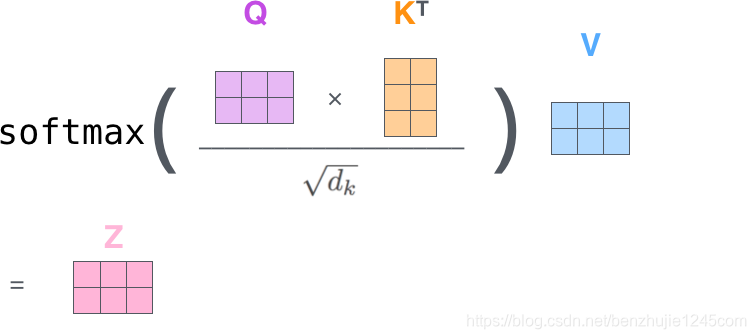 Q
K^T
V
softmax( × )
√d_k
Z
=
https://blog.csdn.net/benzhujie1245com